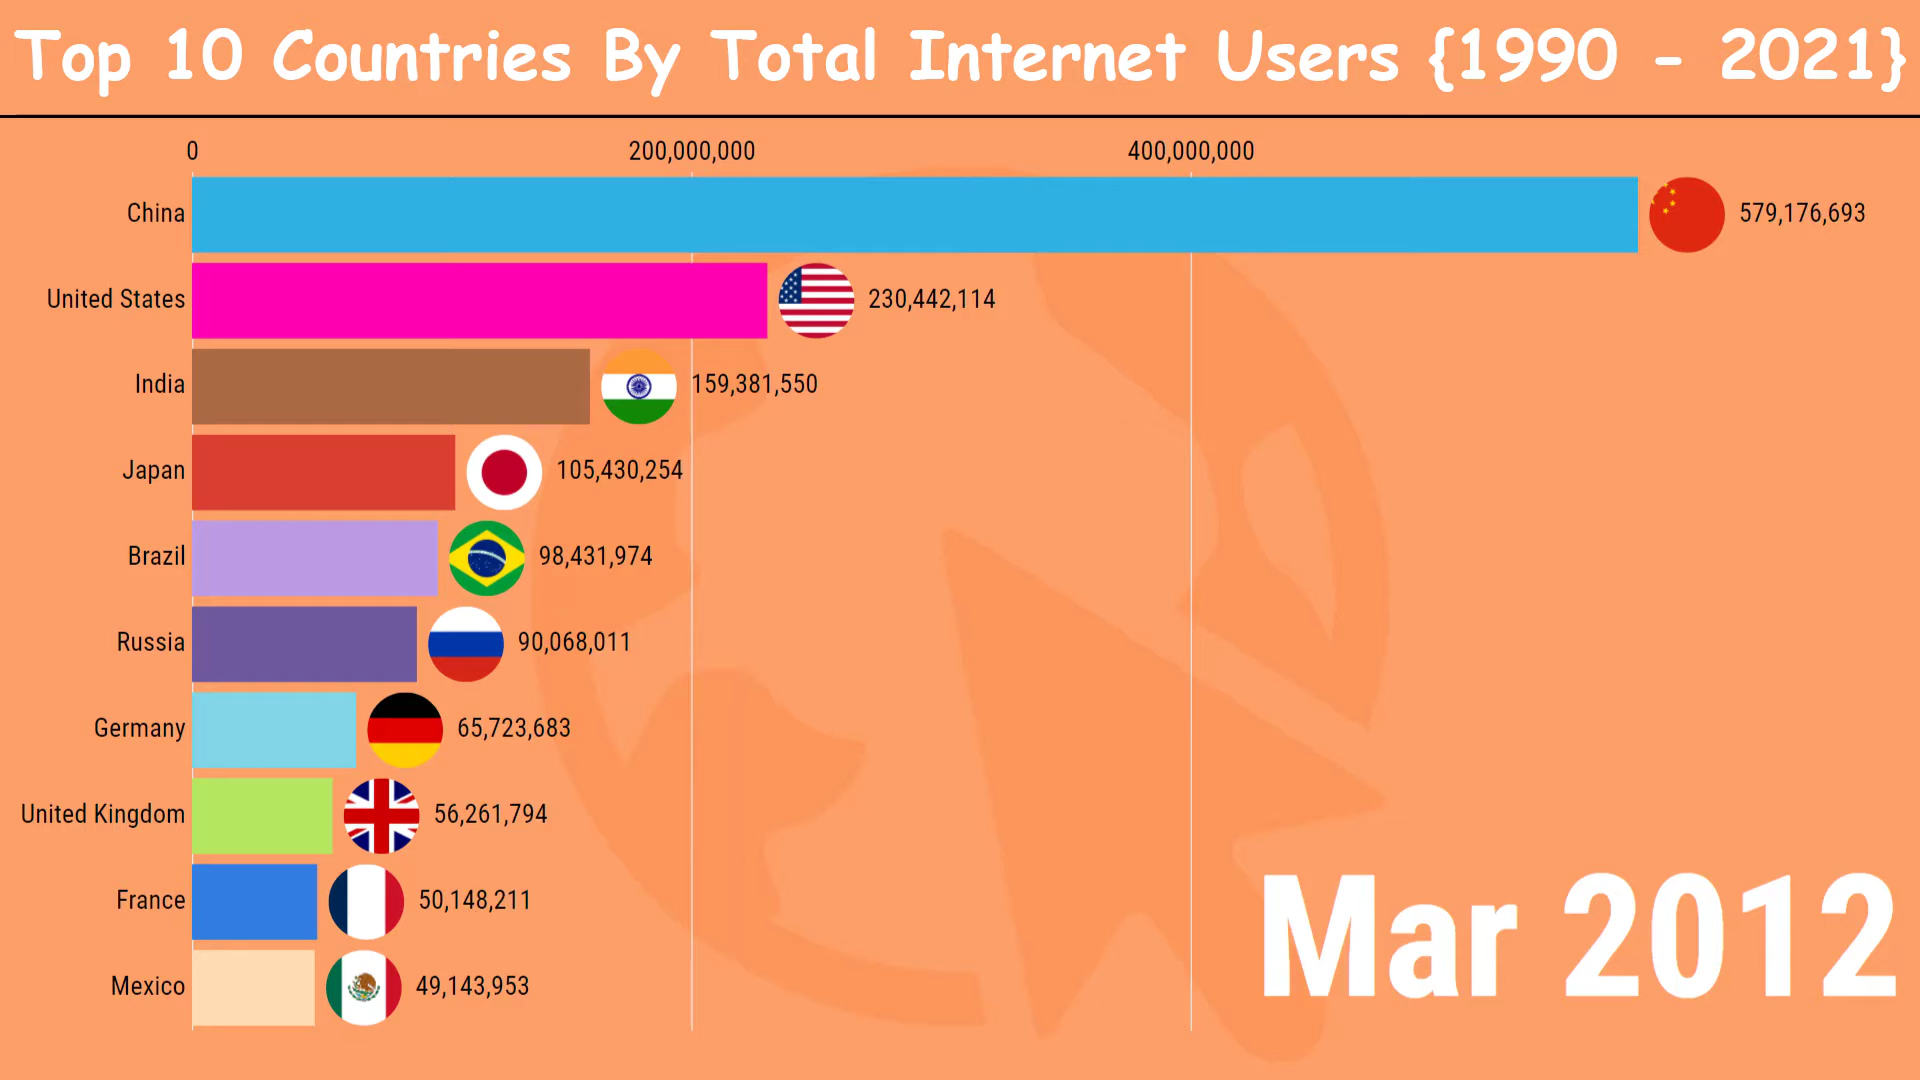 Top 10 Countries By Total Internet Users {1990 - 2021}
0 200,000,000 400,000,000
China 579,176,693
United States 230,442,114
India 159,381,550
Japan 105,430,254
Brazil 98,431,974
Russia 90,068,011
Germany 65,723,683
United Kingdom 56,261,794
France 50,148,211
Mexico 49,143,953
Mar 2012